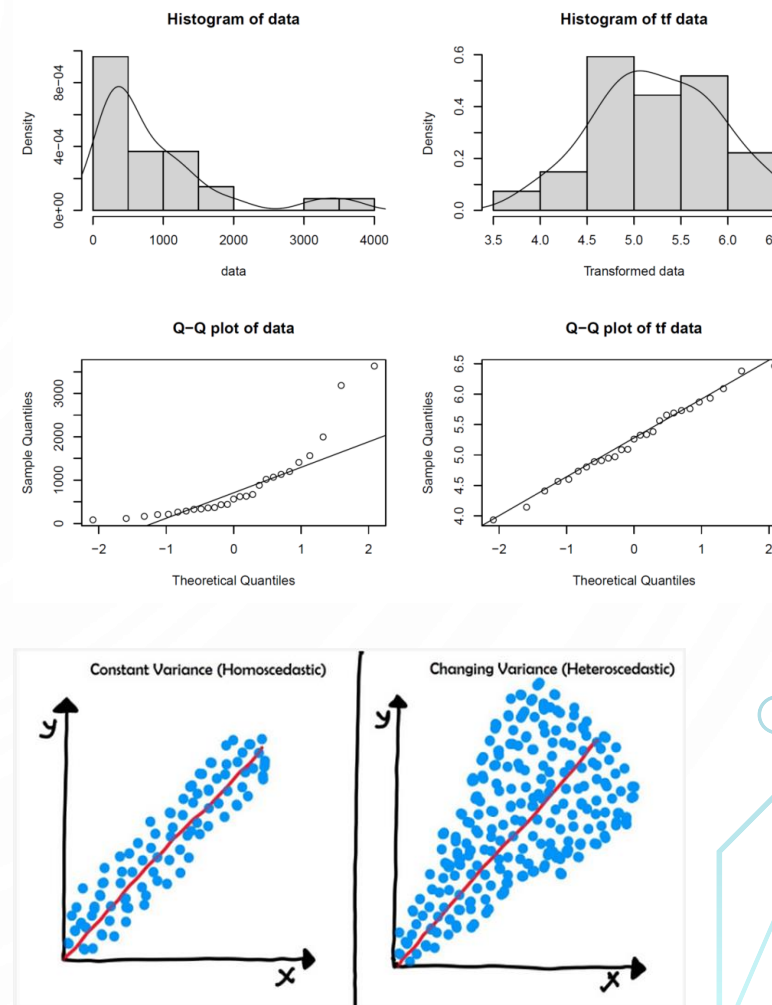 Histogram of data
Density
0e+00 4e−04 8e−04
0 1000 2000 3000 4000
data
Histogram of tf data
Density
0.0 0.2 0.4 0.6
3.5 4.0 4.5 5.0 5.5 6.0
Transformed data
Q−Q plot of data
Sample Quantiles
0 1000 2000 3000
−2 −1 0 1 2
Theoretical Quantiles
Q−Q plot of tf data
Sample Quantiles
4.0 4.5 5.0 5.5 6.0 6.5
−2 −1 0 1 2
Theoretical Quantiles
Constant Variance (Homoscedastic)
y
x
Changing Variance (Heteroscedastic)
y
x